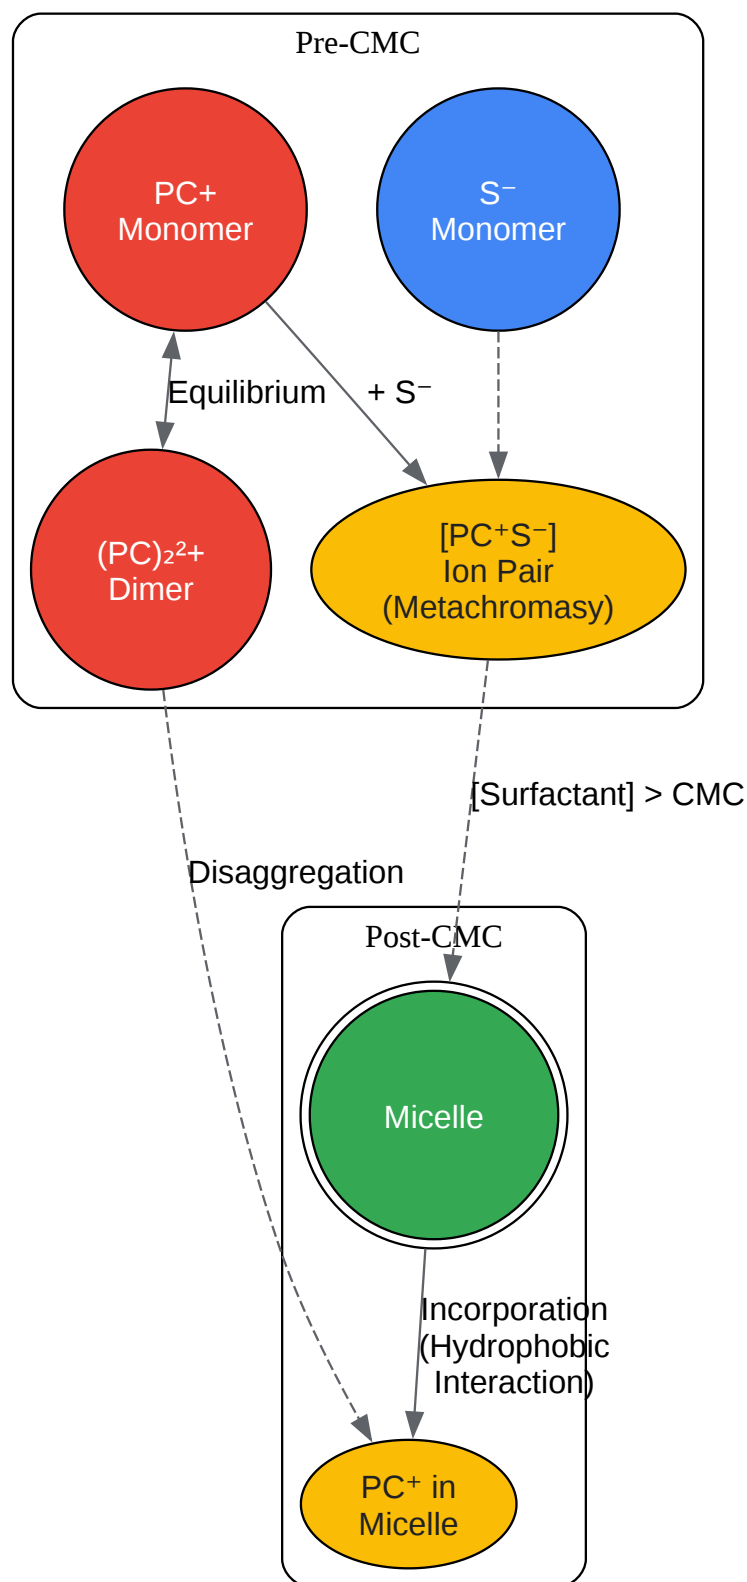 Pre-CMC
PC+
Monomer
S⁻
Monomer
Equilibrium
+ S⁻
(PC)₂²+
Dimer
[PC⁺S⁻]
Ion Pair
(Metachromasy)
[Surfactant] > CMC
Disaggregation
Post-CMC
Micelle
Incorporation
(Hydrophobic
Interaction)
PC⁺ in
Micelle